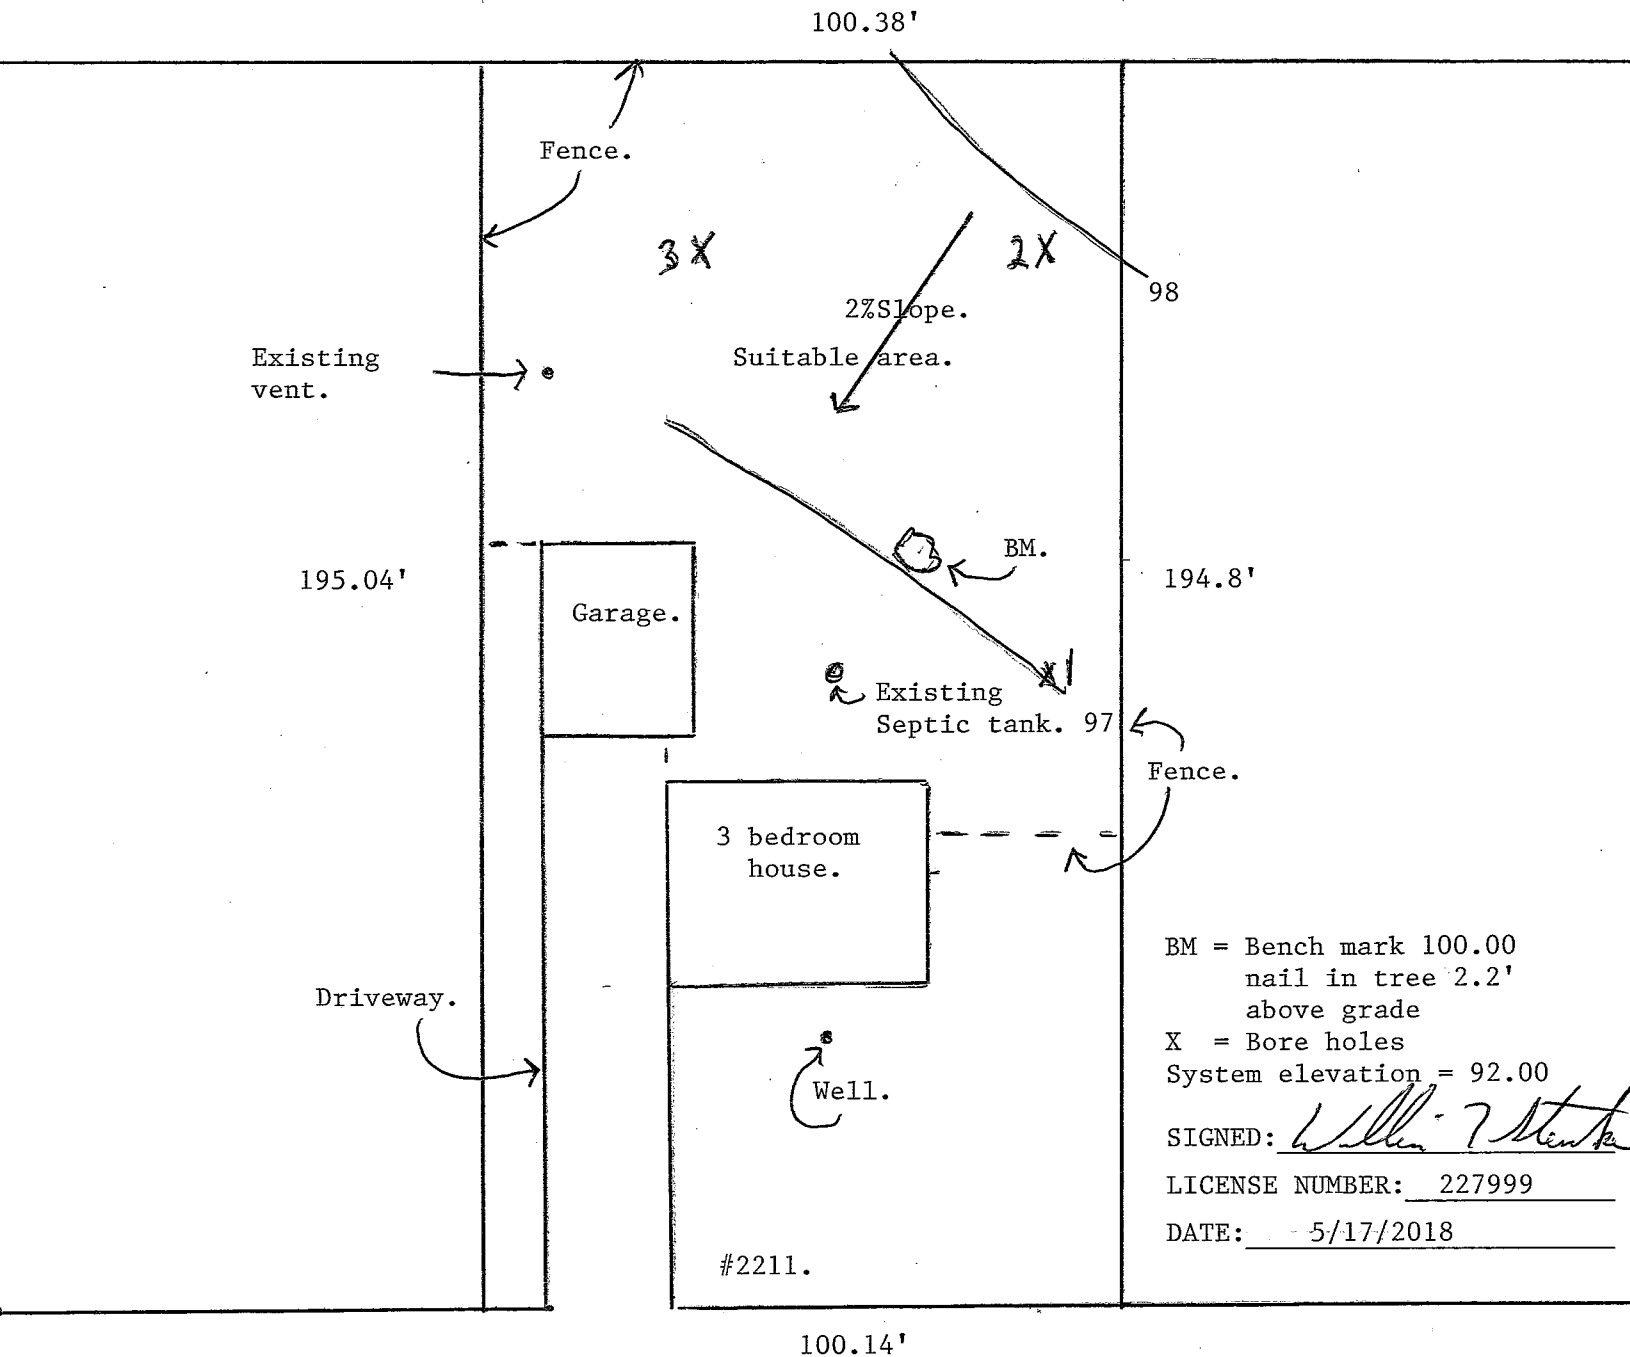 100.38'
Fence.
3X
2X
98
2%Slope.
Suitable area.
Existing
vent.
BM.
195.04'
194.8'
Garage.
X1
Existing
Septic tank. 97
Fence.
3 bedroom
house.
Driveway.
Well.
BM = Bench mark 100.00
nail in tree 2.2'
above grade
X = Bore holes
System elevation = 92.00
SIGNED:
LICENSE NUMBER: 227999
DATE: 5/17/2018
#2211.
100.14'